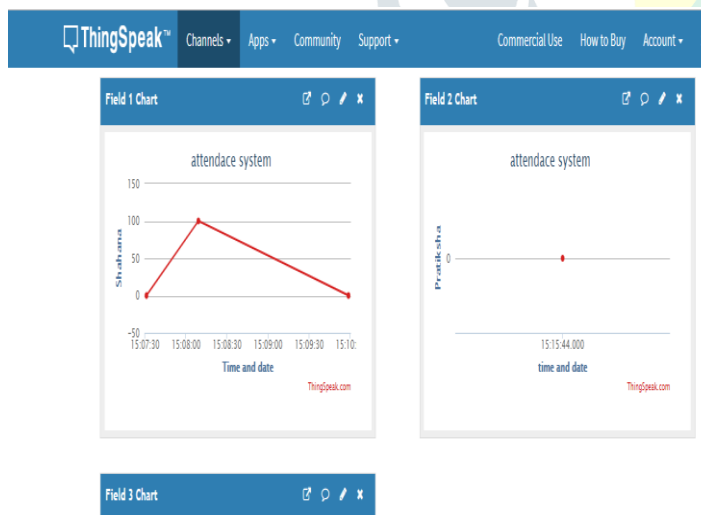 ThingSpeak™ Channels Apps Community Support Commercial Use How to Buy Account
Field 1 Chart
attendace system
150
100
50
0
-50
Shahana
15:07:30 15:08:00 15:08:30 15:09:00 15:09:30 15:10:
Time and date
ThingSpeak.com
Field 2 Chart
attendace system
0
Pratiksha
15:15:44.000
time and date
ThingSpeak.com
Field 3 Chart